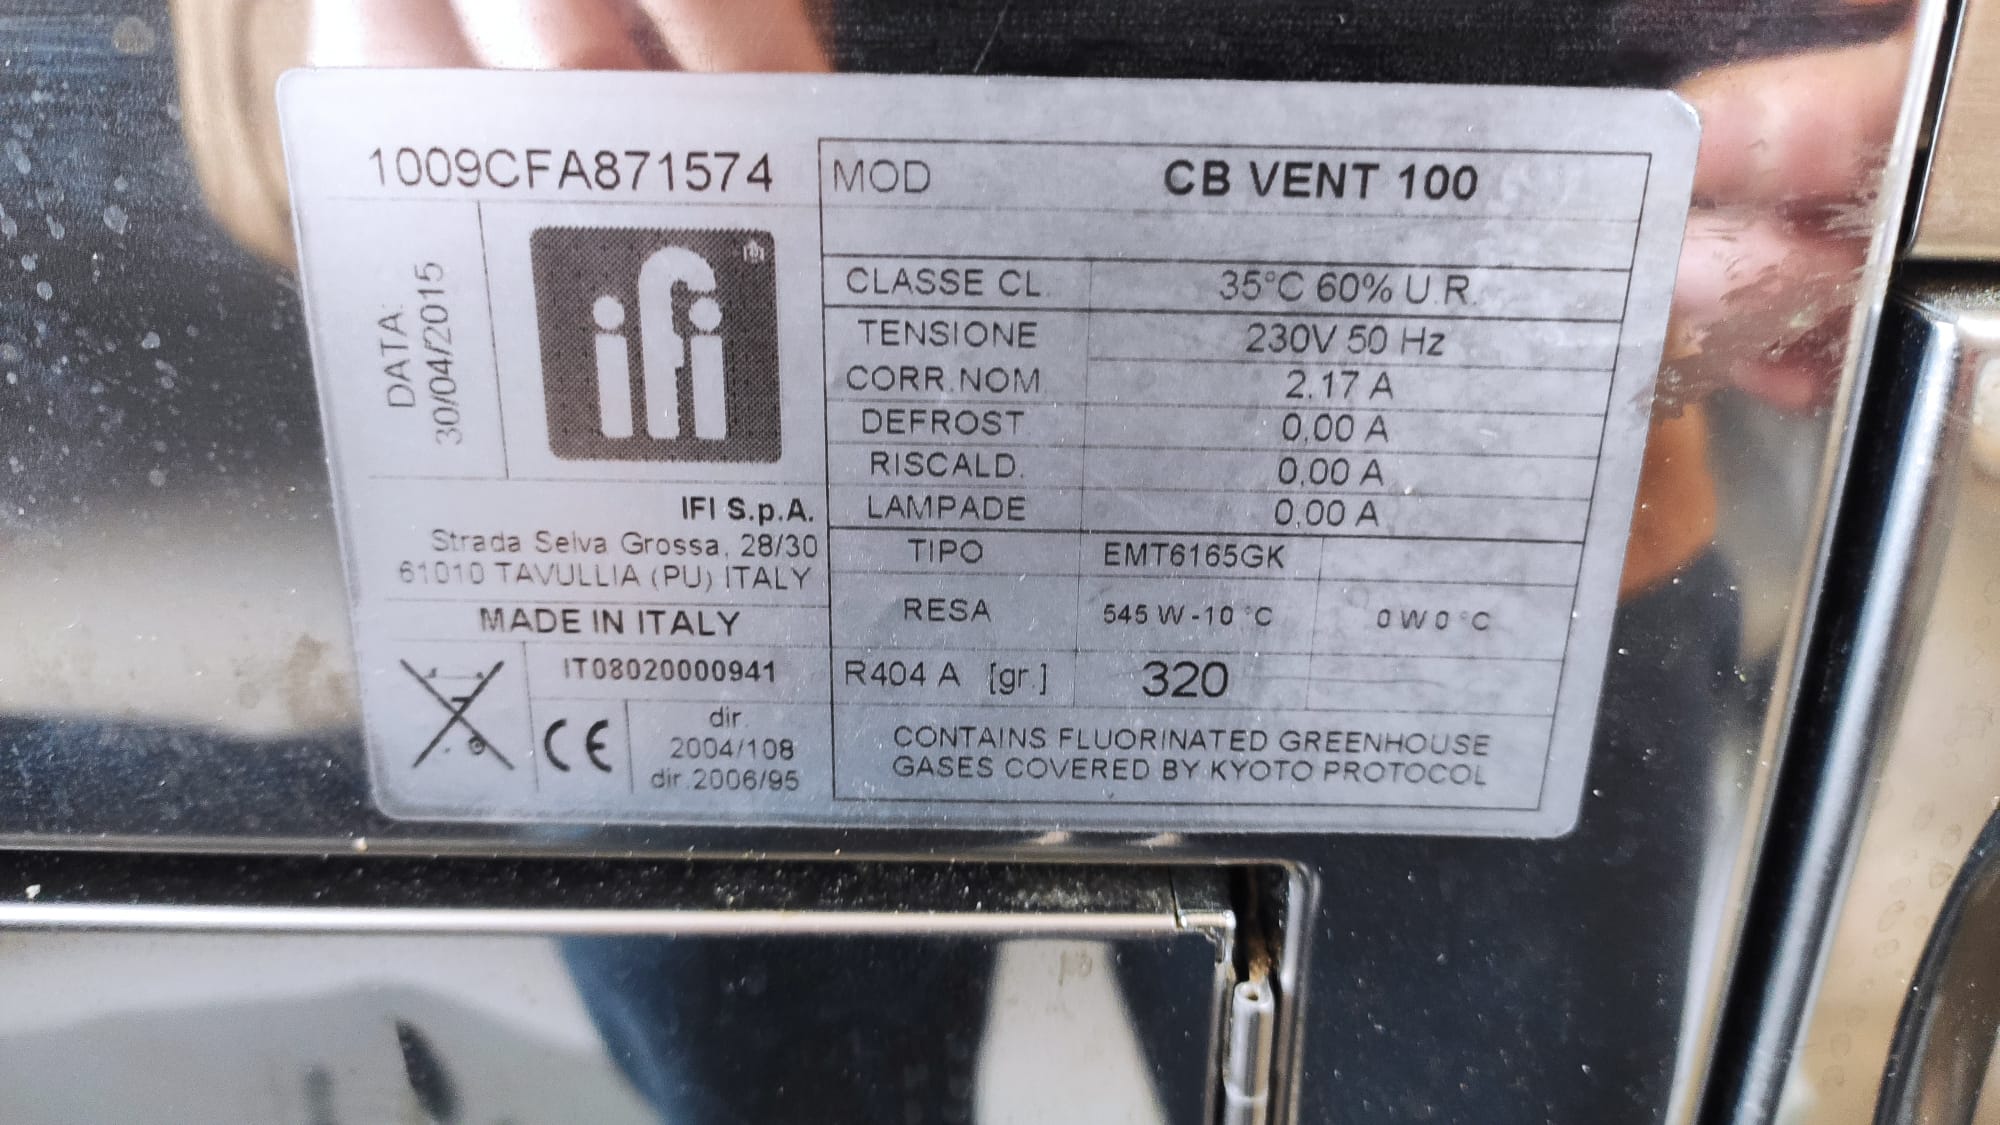 1009CFA871574
DATA:
30/04/2015
ifi
IFI S.p.A.
Strada Selva Grossa, 28/30
61010 TAVULLIA (PU) ITALY
MADE IN ITALY
IT08020000941
CE
dir.
2004/108
dir.2006/95
MOD CB VENT 100
CLASSE CL. 35°C 60% U.R.
TENSIONE 230V 50 Hz
CORR.NOM. 2.17 A
DEFROST 0,00 A
RISCALD. 0,00 A
LAMPADE 0,00 A
TIPO EMT6165GK
RESA 545 W -10 °C 0 W 0 °C
R404 A [gr.] 320
CONTAINS FLUORINATED GREENHOUSE
GASES COVERED BY KYOTO PROTOCOL